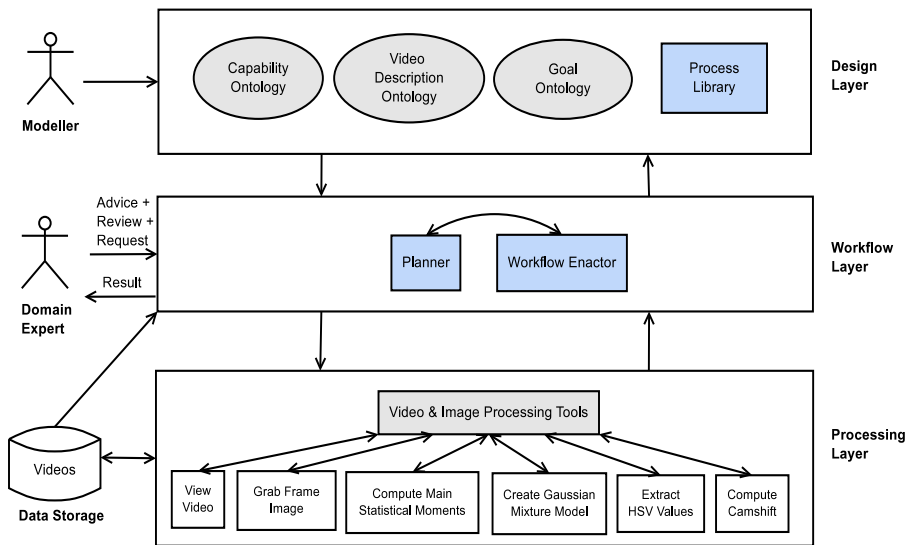 Capability
Ontology
Video
Description
Ontology
Goal
Ontology
Process
Library
Design
Layer
Modeller
Advice +
Review +
Request
Result
Domain
Expert
Planner
Workflow Enactor
Workflow
Layer
Video & Image Processing Tools
Processing
Layer
Videos
Data Storage
View
Video
Grab Frame
Image
Compute Main
Statistical Moments
Create Gaussian
Mixture Model
Extract
HSV Values
Compute
Camshift